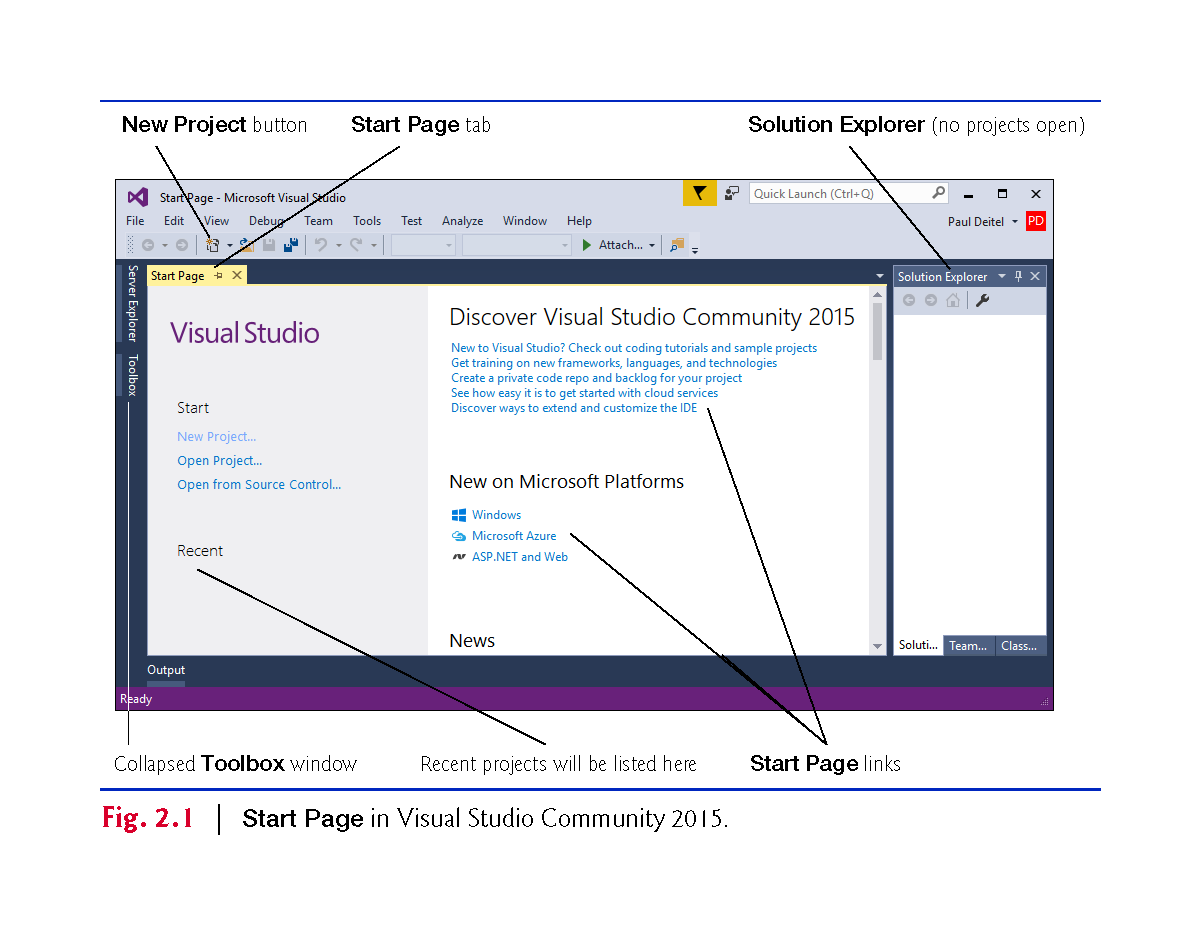 New Project button Start Page tab Solution Explorer (no projects open)
Start Page - Microsoft Visual Studio
Quick Launch (Ctrl+Q)
File Edit View Debug Team Tools Test Analyze Window Help
Paul Deitel PD
Attach...
Server Explorer
Toolbox
Start Page
Solution Explorer
Visual Studio
Start
New Project...
Open Project...
Open from Source Control...
Recent
Discover Visual Studio Community 2015
New to Visual Studio? Check out coding tutorials and sample projects
Get training on new frameworks, languages, and technologies
Create a private code repo and backlog for your project
See how easy it is to get started with cloud services
Discover ways to extend and customize the IDE
New on Microsoft Platforms
Windows
Microsoft Azure
ASP.NET and Web
News
Soluti... Team... Class...
Output
Ready
Collapsed Toolbox window Recent projects will be listed here Start Page links
Fig. 2.1 | Start Page in Visual Studio Community 2015.